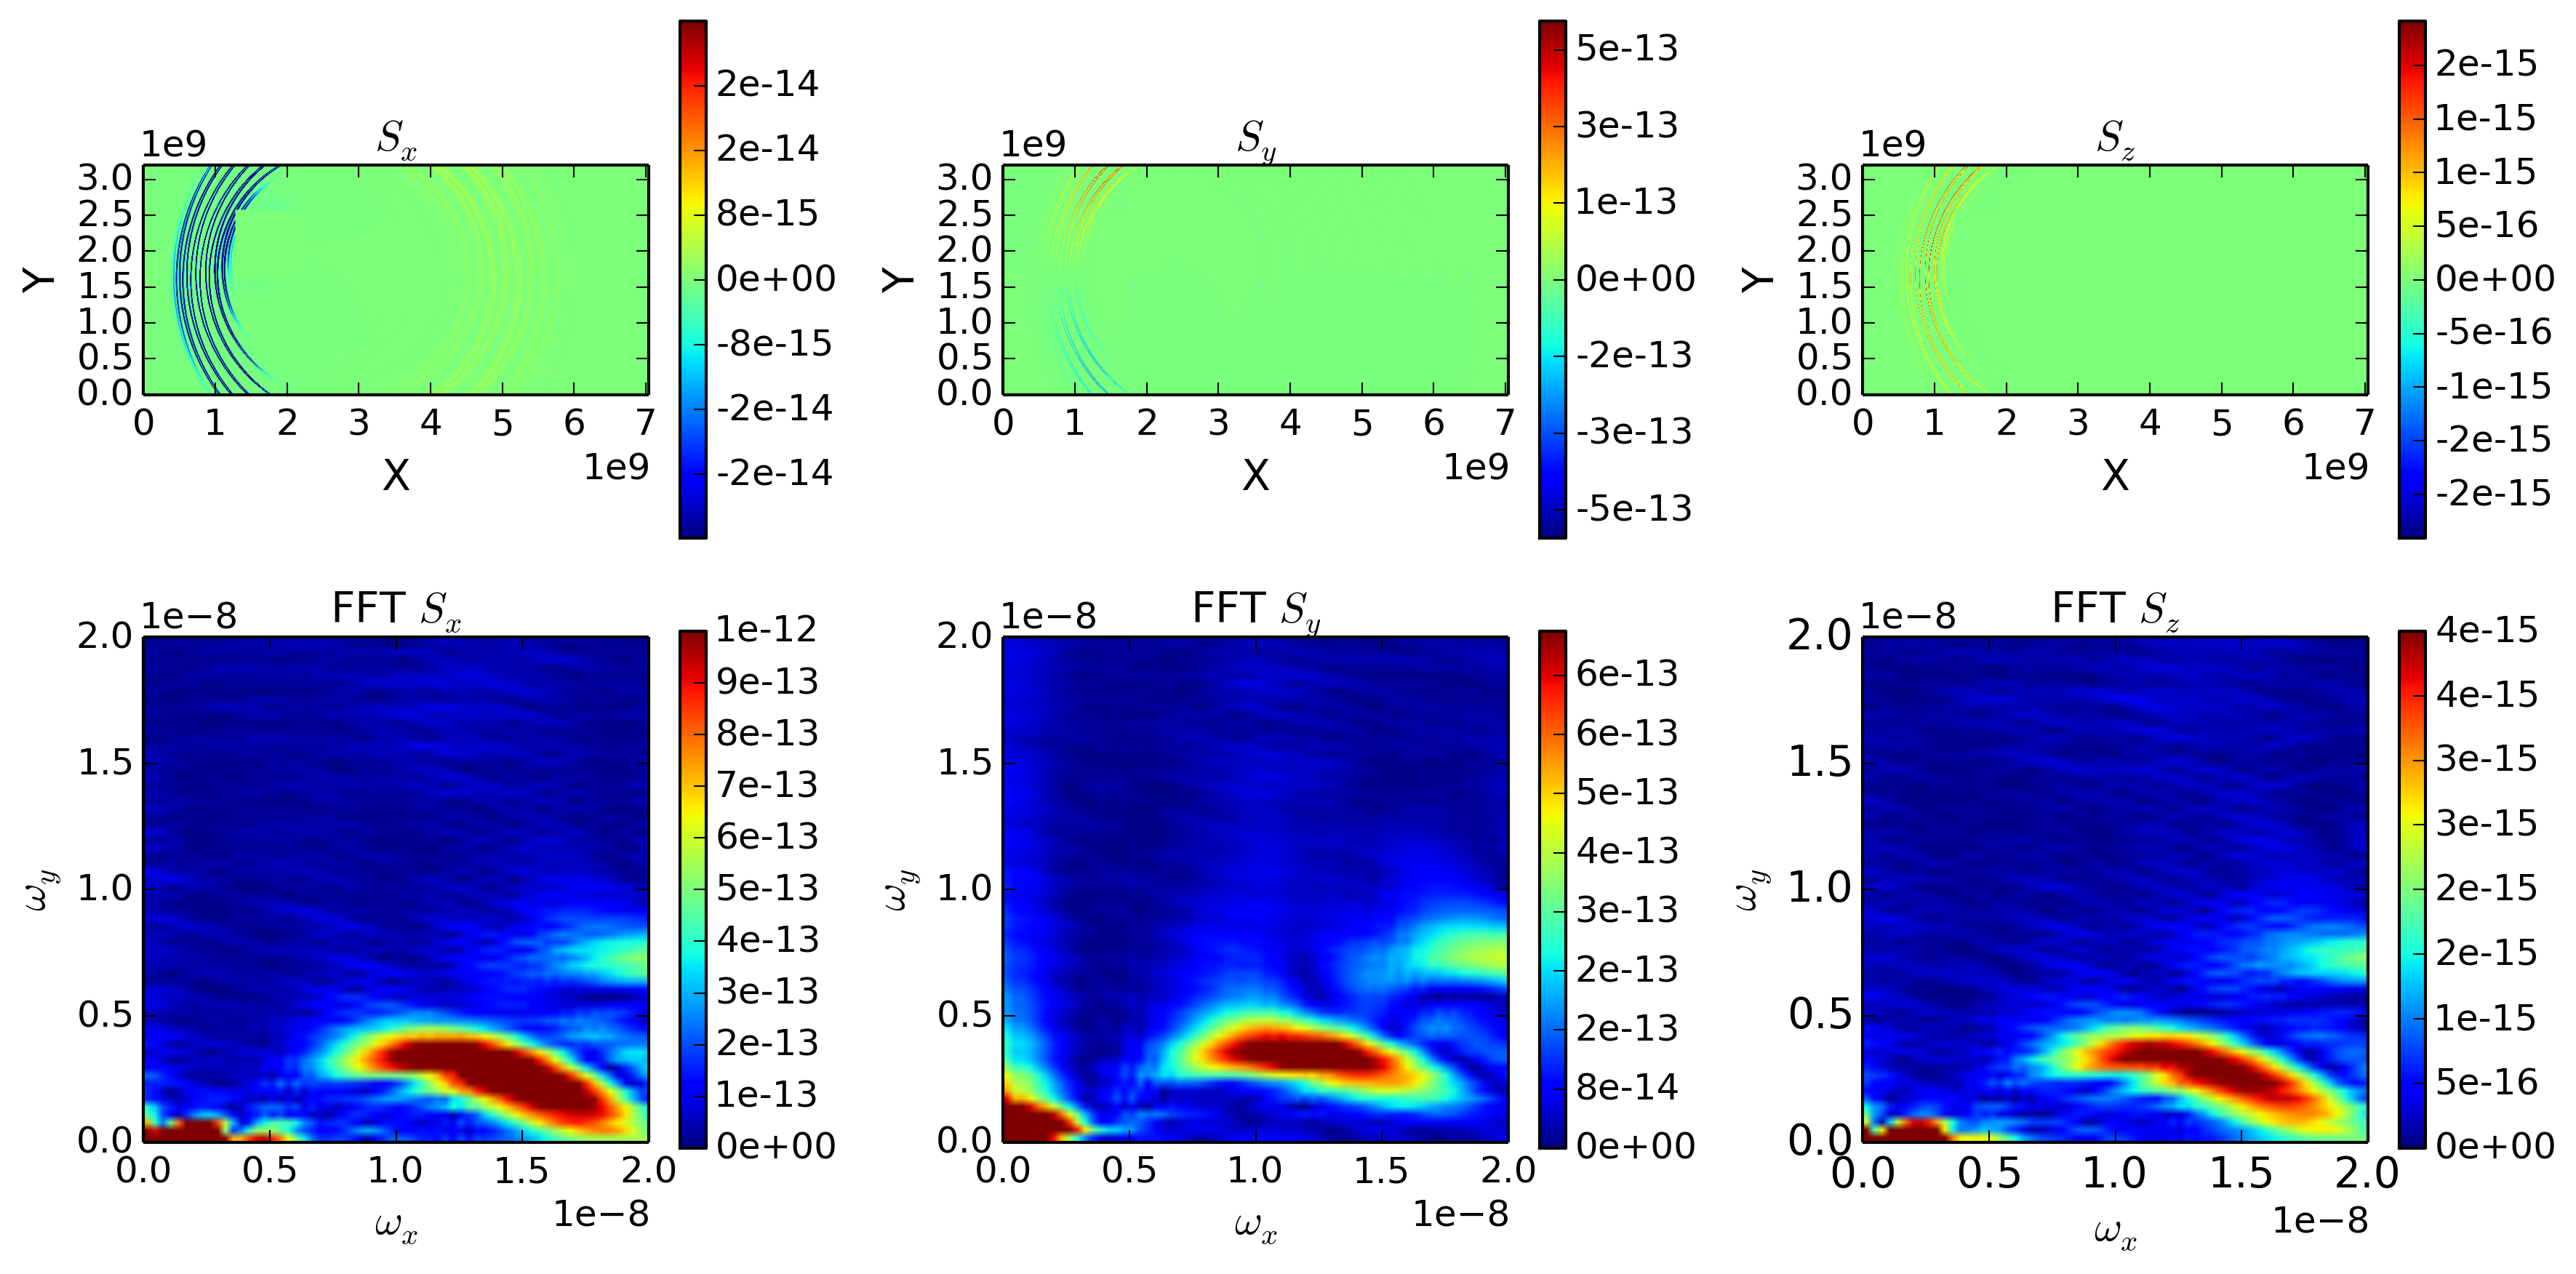 1e9 S_x
3.0
2.5
2.0
1.5
1.0
0.5
0.0
Y
0 1 2 3 4 5 6 7
X 1e9
2e-14
2e-14
8e-15
0e+00
-8e-15
-2e-14
-2e-14
1e9 S_y
3.0
2.5
2.0
1.5
1.0
0.5
0.0
Y
0 1 2 3 4 5 6 7
X 1e9
5e-13
3e-13
1e-13
0e+00
-2e-13
-3e-13
-5e-13
1e9 S_z
3.0
2.5
2.0
1.5
1.0
0.5
0.0
Y
0 1 2 3 4 5 6 7
X 1e9
2e-15
1e-15
1e-15
5e-16
0e+00
-5e-16
-1e-15
-2e-15
-2e-15
1e−8 FFT S_x
2.0
1.5
1.0
0.5
0.0
ω_y
0.0 0.5 1.0 1.5 2.0
ω_x 1e−8
1e-12
9e-13
8e-13
7e-13
6e-13
5e-13
4e-13
3e-13
2e-13
1e-13
0e+00
1e−8 FFT S_y
2.0
1.5
1.0
0.5
0.0
ω_y
0.0 0.5 1.0 1.5 2.0
ω_x 1e−8
6e-13
6e-13
5e-13
4e-13
3e-13
2e-13
2e-13
8e-14
0e+00
1e−8 FFT S_z
2.0
1.5
1.0
0.5
0.0
ω_y
0.0 0.5 1.0 1.5 2.0
ω_x 1e−8
4e-15
4e-15
3e-15
3e-15
2e-15
2e-15
1e-15
5e-16
0e+00